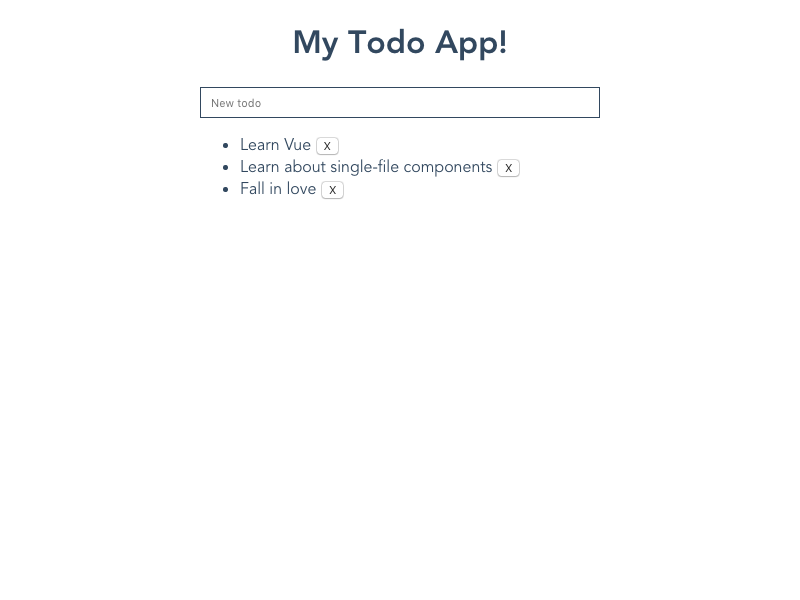 My Todo App!
New todo
Learn Vue X
Learn about single-file components X
Fall in love X